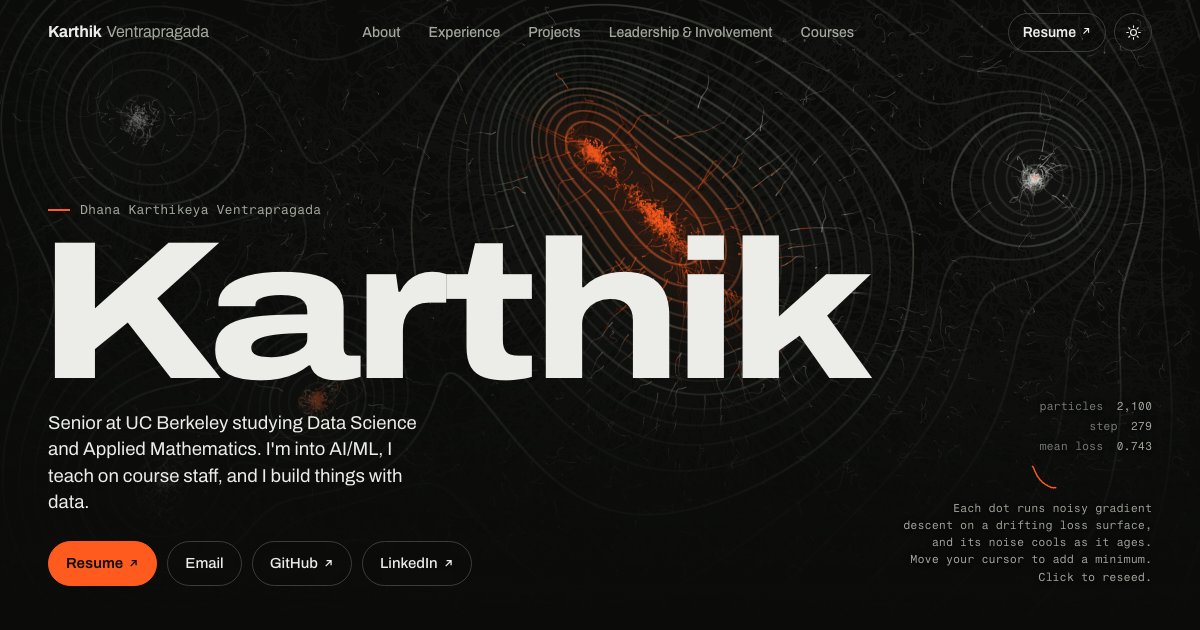 Karthik Ventrapragada
About Experience Projects Leadership & Involvement Courses
Resume ↗
Dhana Karthikeya Ventrapragada
Karthik
Senior at UC Berkeley studying Data Science
and Applied Mathematics. I'm into AI/ML, I
teach on course staff, and I build things with
data.
Resume ↗ Email GitHub ↗ LinkedIn ↗
particles 2,100
step 279
mean loss 0.743
Each dot runs noisy gradient
descent on a drifting loss surface,
and its noise cools as it ages.
Move your cursor to add a minimum.
Click to reseed.